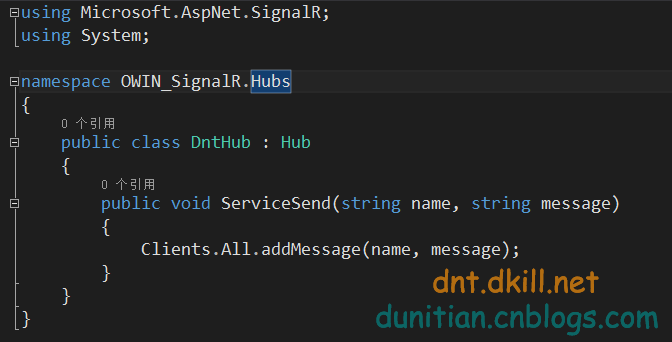 using Microsoft.AspNet.SignalR;
using System;
namespace OWIN_SignalR.Hubs
{
0 个引用
public class DntHub : Hub
{
0 个引用
public void ServiceSend(string name, string message)
{
Clients.All.addMessage(name, message);
}
}
}
dnt.dkill.net
dunitian.cnblogs.com